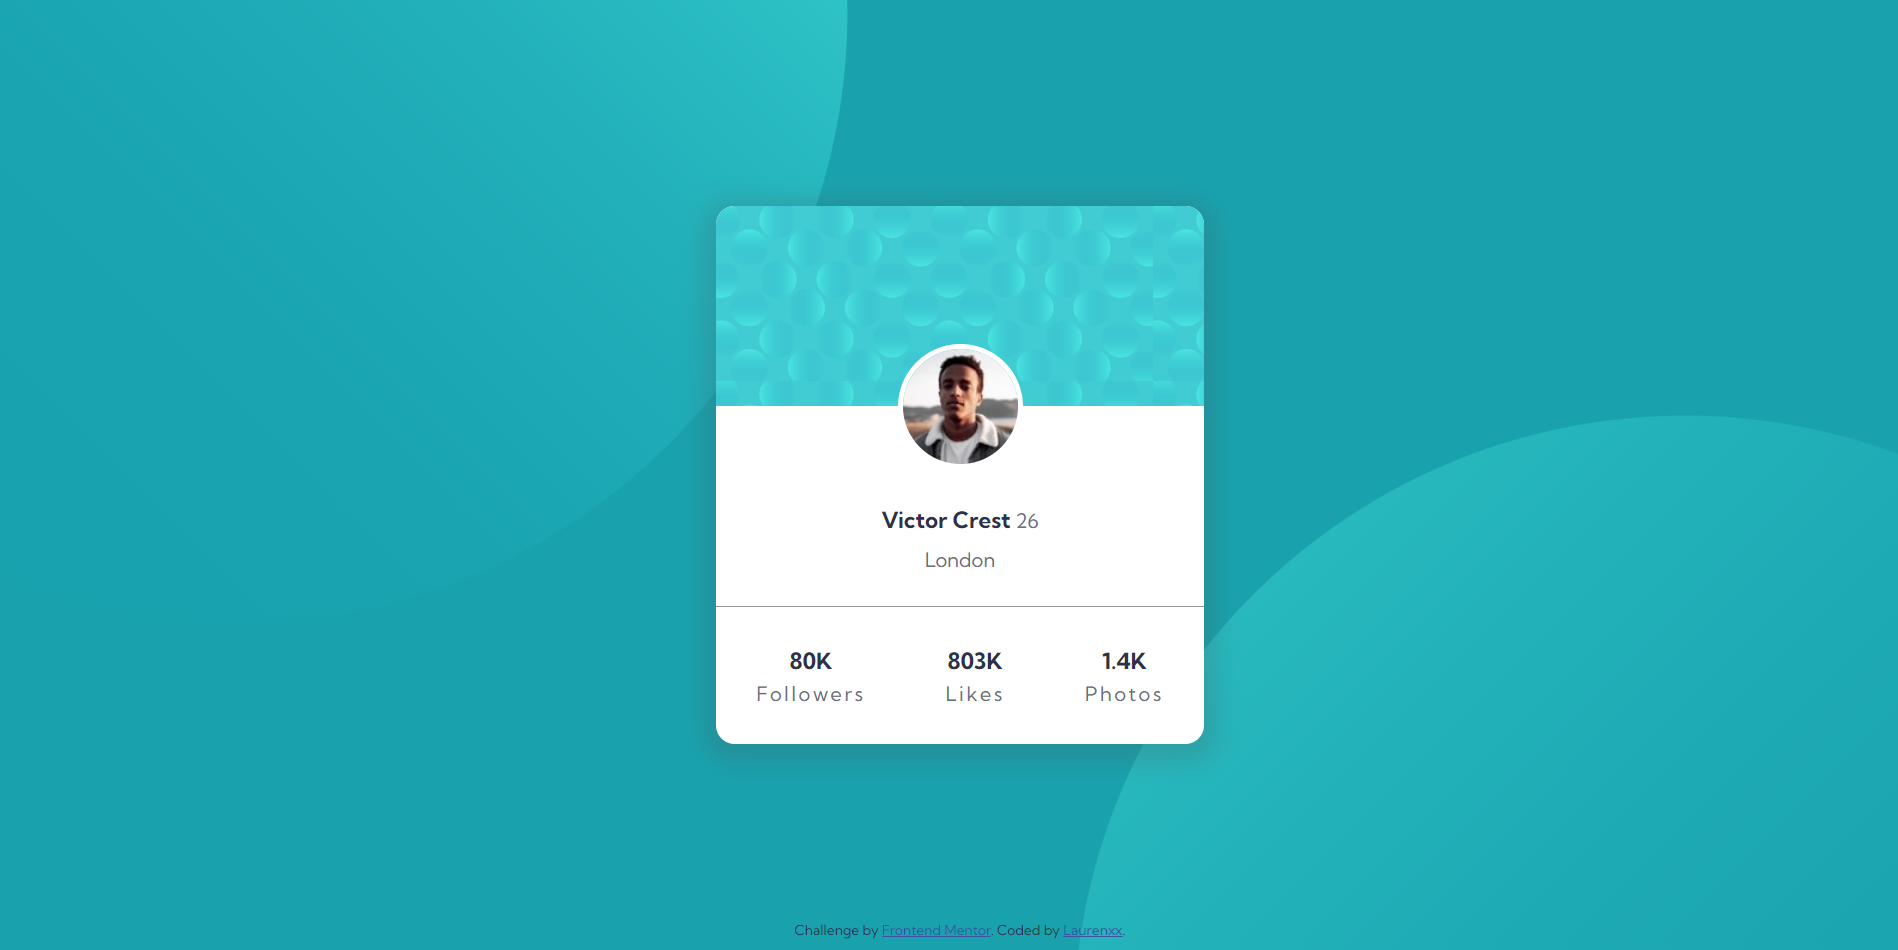 Victor Crest 26
London
80K 803K 1.4K
Followers Likes Photos
Challenge by Frontend Mentor. Coded by Laurenxx.